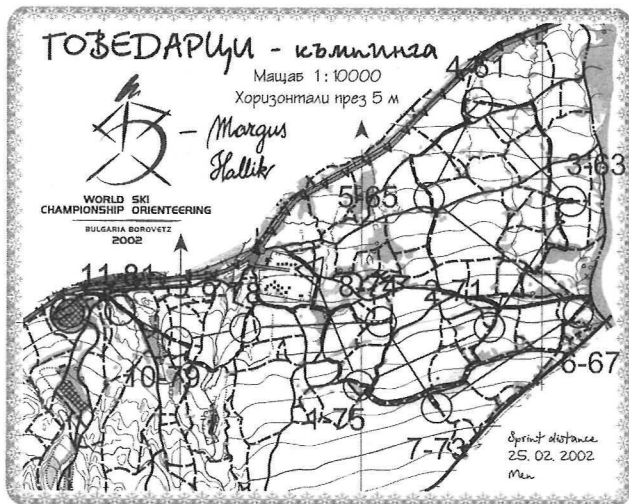 ГОВЕДАРЦИ - къмпинга
Мащаб 1:10000
Хоризонтали през 5 м
- Margus
Hallik
WORLD SKI
CHAMPIONSHIP ORIENTEERING
BULGARIA BOROVETZ
2002
4-61
3-63
5-65
11-81
9-78
8-74
2-71
10-79
6-67
1-75
7-73
Sprint distance
25. 02. 2002
Men